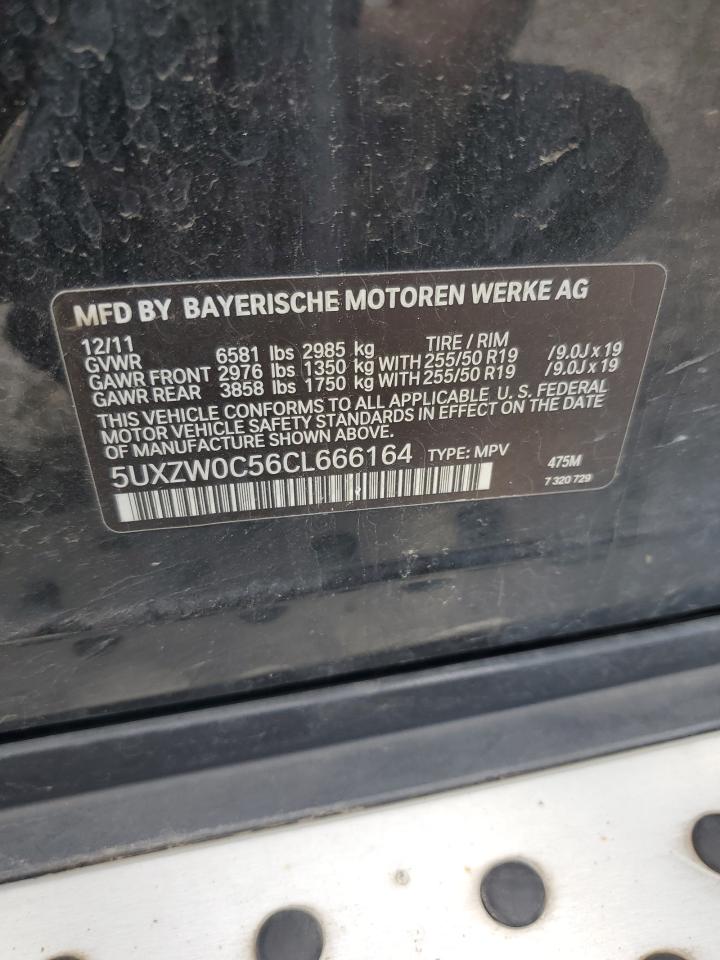 MFD BY BAYERISCHE MOTOREN WERKE AG
12/11 TIRE / RIM
GVWR 6581 lbs 2985 kg
GAWR FRONT 2976 lbs 1350 kg WITH 255/50 R19 /9.0J x 19
GAWR REAR 3858 lbs 1750 kg WITH 255/50 R19 /9.0J x 19
THIS VEHICLE CONFORMS TO ALL APPLICABLE U.S. FEDERAL
MOTOR VEHICLE SAFETY STANDARDS IN EFFECT ON THE DATE
OF MANUFACTURE SHOWN ABOVE.
5UXZW0C56CL666164 TYPE: MPV 475M
7 320 729